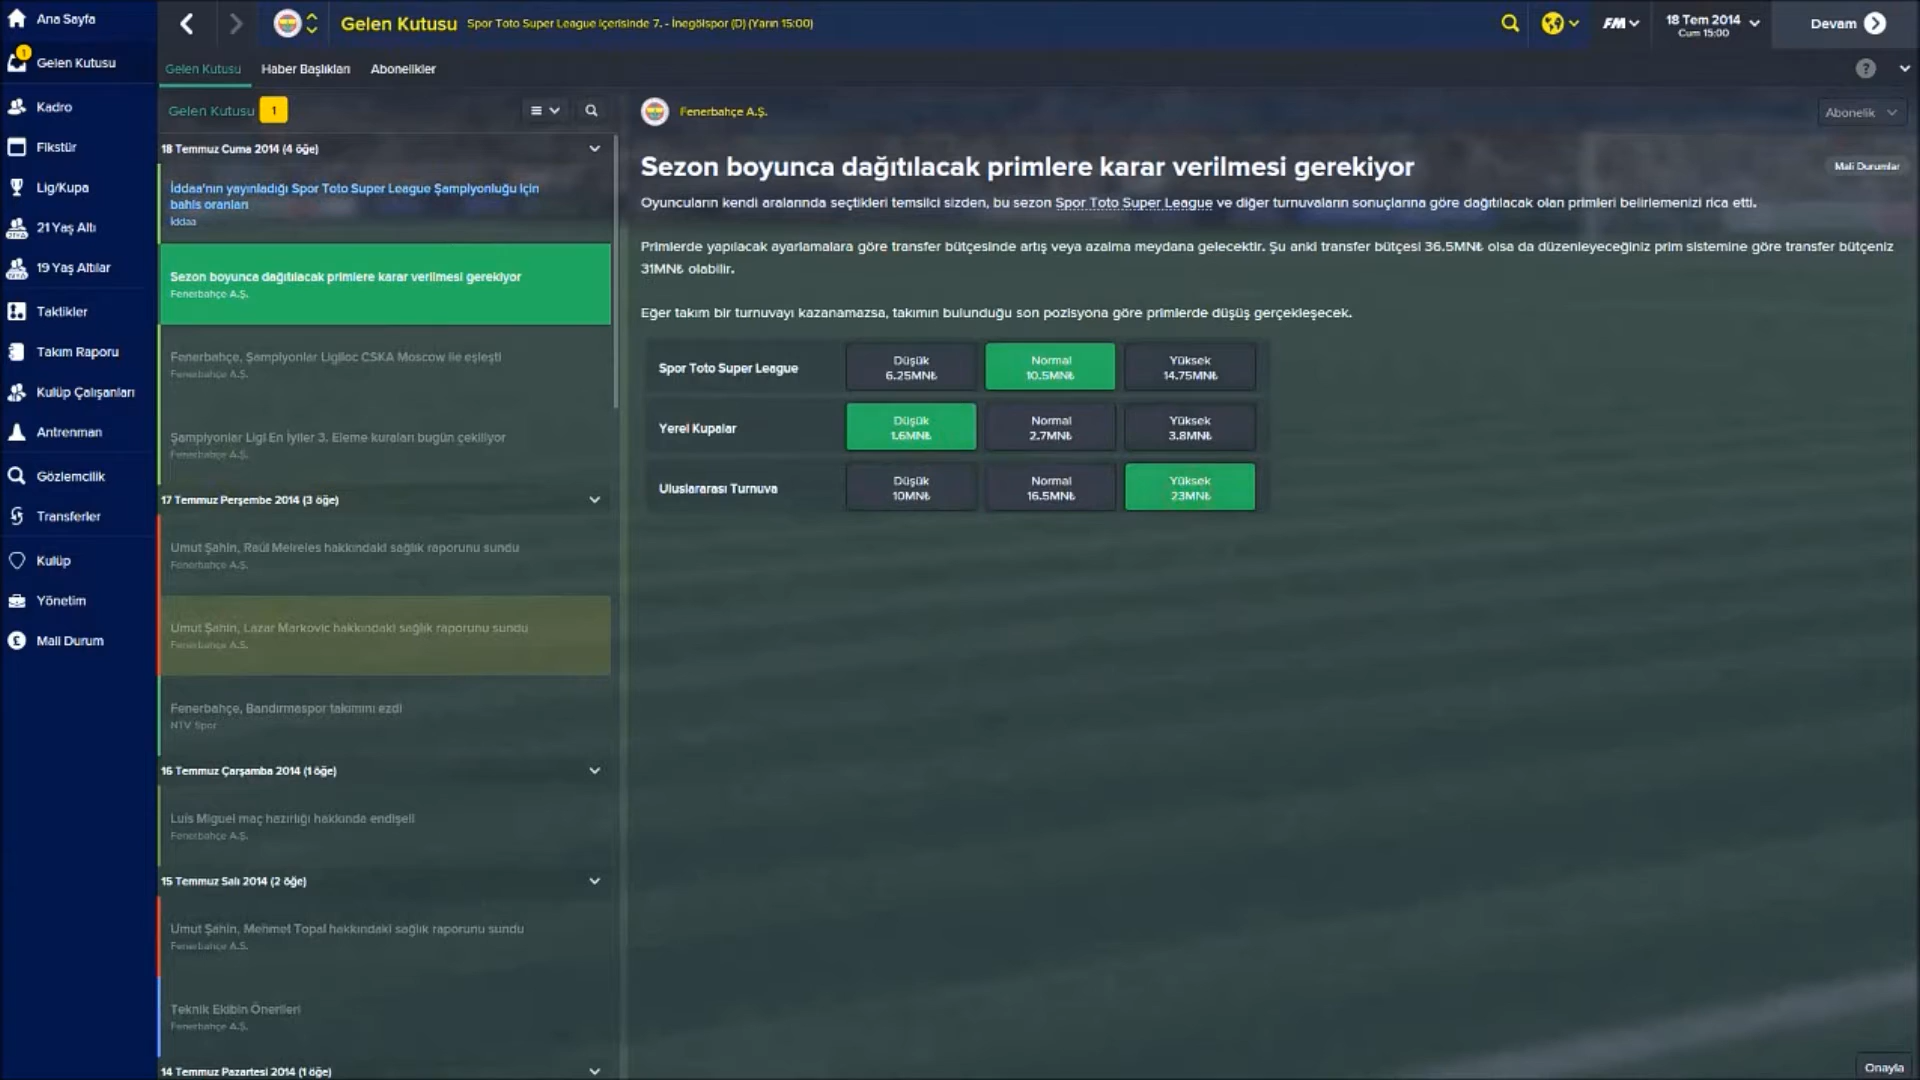 Ana Sayfa
1
Gelen Kutusu
Kadro
Fikstür
Lig/Kupa
21 Yaş Altı
19 Yaş Altılar
Taktikler
Takım Raporu
Kulüp Çalışanları
Antrenman
Gözlemcilik
Transferler
Kulüp
Yönetim
Mali Durum
Gelen Kutusu
Spor Toto Super League içerisinde 7. - İnegölspor (D) (Yarın 15:00)
FM
18 Tem 2014
Cum 15:00
Devam
Gelen Kutusu
Haber Başlıkları
Abonelikler
?
Gelen Kutusu 1
18 Temmuz Cuma 2014 (4 öğe)
İddaa'nın yayınladığı Spor Toto Super League Şampiyonluğu için
bahis oranları
İddaa
Sezon boyunca dağıtılacak primlere karar verilmesi gerekiyor
Fenerbahçe A.Ş.
Fenerbahçe, Şampiyonlar Ligiloc CSKA Moscow ile eşleşti
Fenerbahçe A.Ş.
Şampiyonlar Ligi En İyiler 3. Eleme kuraları bugün çekiliyor
Fenerbahçe A.Ş.
17 Temmuz Perşembe 2014 (3 öğe)
Umut Şahin, Raúl Meireles hakkındaki sağlık raporunu sundu
Fenerbahçe A.Ş.
Umut Şahin, Lazar Markovic hakkındaki sağlık raporunu sundu
Fenerbahçe A.Ş.
Fenerbahçe, Bandırmaspor takımını ezdi
NTV Spor
16 Temmuz Çarşamba 2014 (1 öğe)
Luís Miguel maç hazırlığı hakkında endişeli
Fenerbahçe A.Ş.
15 Temmuz Salı 2014 (2 öğe)
Umut Şahin, Mehmet Topal hakkındaki sağlık raporunu sundu
Fenerbahçe A.Ş.
Teknik Ekibin Önerileri
Fenerbahçe A.Ş.
14 Temmuz Pazartesi 2014 (1 öğe)
Fenerbahçe A.Ş.
Abonelik
Sezon boyunca dağıtılacak primlere karar verilmesi gerekiyor
Mali Durumlar
Oyuncuların kendi aralarında seçtikleri temsilci sizden, bu sezon Spor Toto Super League ve diğer turnuvaların sonuçlarına göre dağıtılacak olan primleri belirlemenizi rica etti.
Primlerde yapılacak ayarlamalara göre transfer bütçesinde artış veya azalma meydana gelecektir. Şu anki transfer bütçesi 36.5MN₺ olsa da düzenleyeceğiniz prim sistemine göre transfer bütçeniz
31MN₺ olabilir.
Eğer takım bir turnuvayı kazanamazsa, takımın bulunduğu son pozisyona göre primlerde düşüş gerçekleşecek.
Spor Toto Super League
Düşük
6.25MN₺
Normal
10.5MN₺
Yüksek
14.75MN₺
Yerel Kupalar
Düşük
1.6MN₺
Normal
2.7MN₺
Yüksek
3.8MN₺
Uluslararası Turnuva
Düşük
10MN₺
Normal
16.5MN₺
Yüksek
23MN₺
Onayla